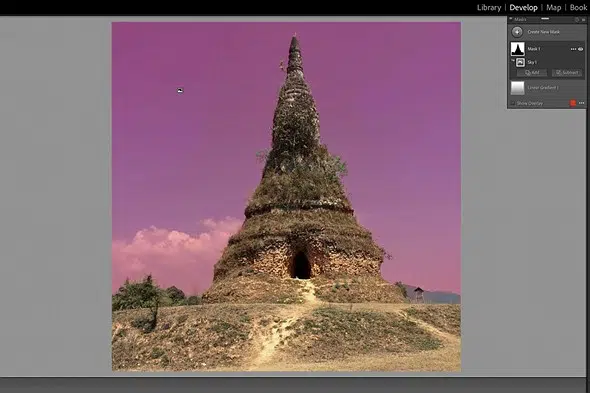 Library | Develop | Map | Book
Masks
Create New Mask
Mask 1
Sky 1
Add Subtract
Linear Gradient 1
Show Overlay